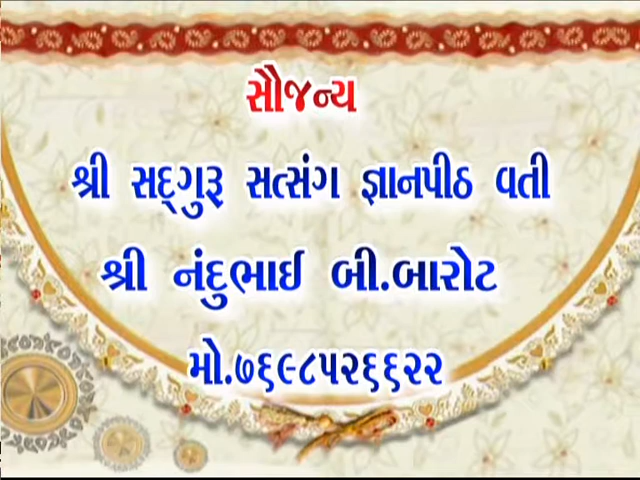 સૌજન્ય
શ્રી સદ્‌ગુરૂ સત્સંગ જ્ઞાનપીઠ વતી
શ્રી નંદુભાઈ બી.બારોટ
મો.૭૬૯૮૫૨૬૬૨૨